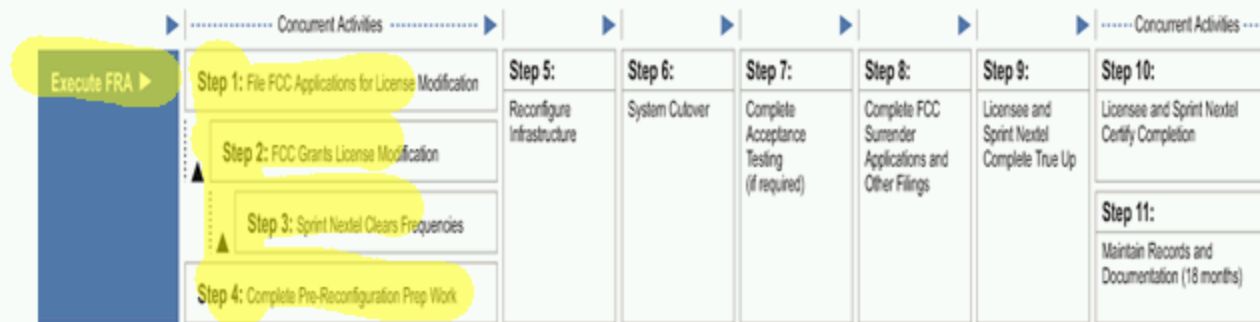 Concurrent Activities
Concurrent Activities
Execute FRA
Step 1: File FCC Applications for License Modification
Step 2: FCC Grants License Modification
Step 3: Sprint Nextel Clears Frequencies
Step 4: Complete Pre-Reconfiguration Prep Work
Step 5:
Reconfigure
Infrastructure
Step 6:
System Cutover
Step 7:
Complete
Acceptance
Testing
(if required)
Step 8:
Complete FCC
Surrender
Applications and
Other Filings
Step 9:
Licensee and
Sprint Nextel
Complete True Up
Step 10:
Licensee and Sprint Nextel
Certify Completion
Step 11:
Maintain Records and
Documentation (18 months)